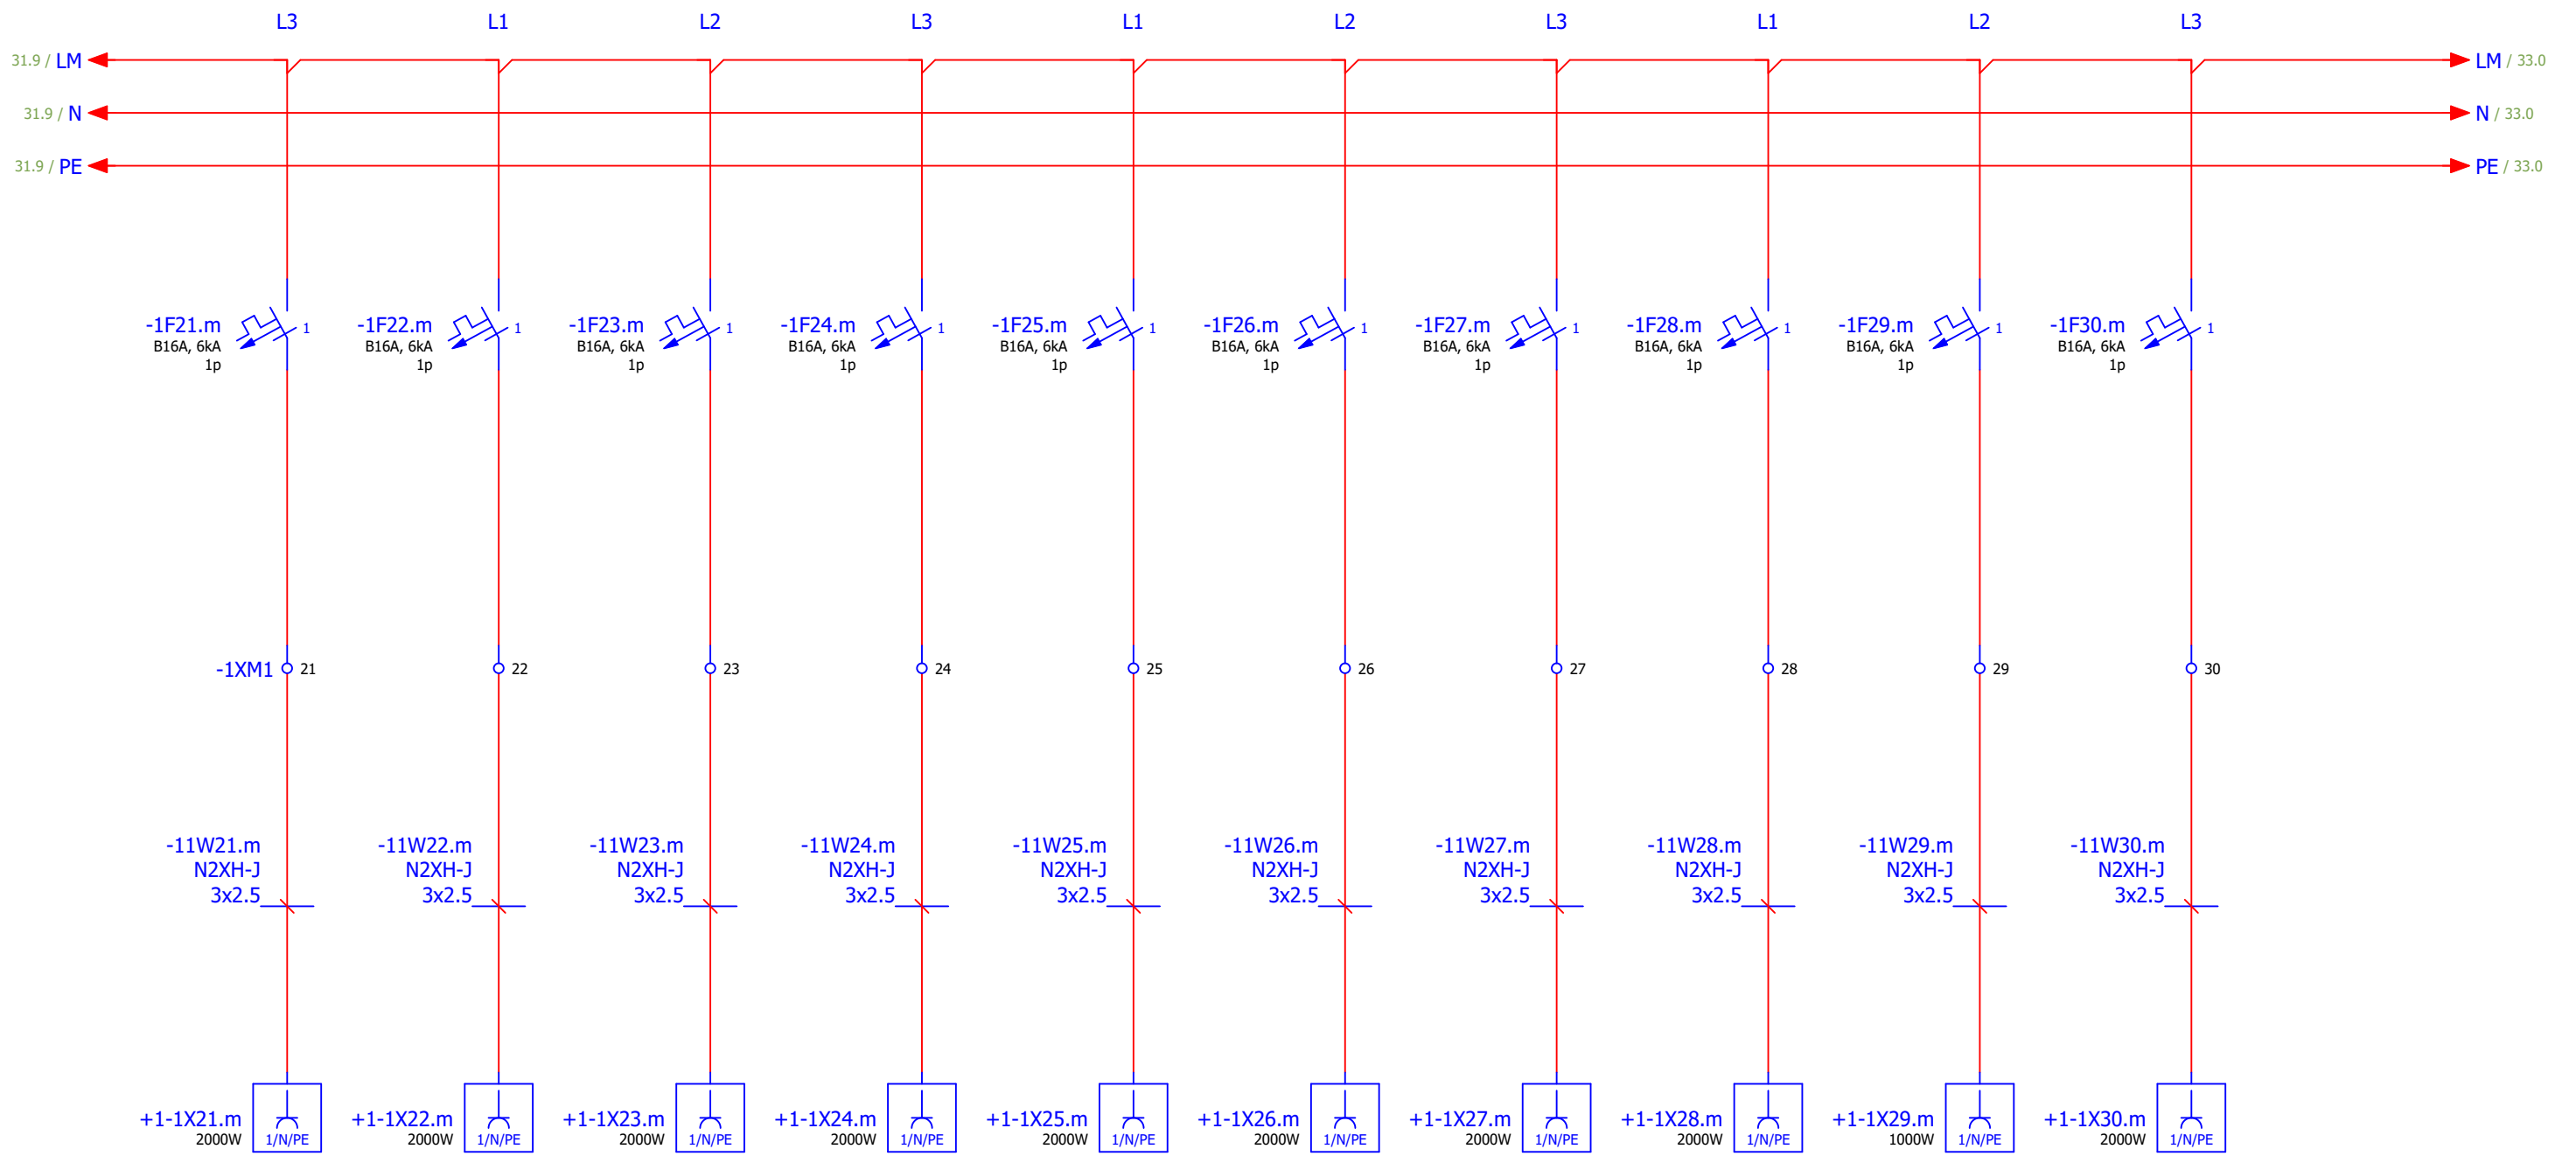 L3 L1 L2 L3 L1 L2 L3 L1 L2 L3
31.9 / LM LM / 33.0
31.9 / N N / 33.0
31.9 / PE PE / 33.0
-1F21.m 1 -1F22.m 1 -1F23.m 1 -1F24.m 1 -1F25.m 1 -1F26.m 1 -1F27.m 1 -1F28.m 1 -1F29.m 1 -1F30.m 1
B16A, 6kA B16A, 6kA B16A, 6kA B16A, 6kA B16A, 6kA B16A, 6kA B16A, 6kA B16A, 6kA B16A, 6kA B16A, 6kA
1p 1p 1p 1p 1p 1p 1p 1p 1p 1p
-1XM1 21 22 23 24 25 26 27 28 29 30
-11W21.m -11W22.m -11W23.m -11W24.m -11W25.m -11W26.m -11W27.m -11W28.m -11W29.m -11W30.m
N2XH-J N2XH-J N2XH-J N2XH-J N2XH-J N2XH-J N2XH-J N2XH-J N2XH-J N2XH-J
3x2.5 3x2.5 3x2.5 3x2.5 3x2.5 3x2.5 3x2.5 3x2.5 3x2.5 3x2.5
+1-1X21.m +1-1X22.m +1-1X23.m +1-1X24.m +1-1X25.m +1-1X26.m +1-1X27.m +1-1X28.m +1-1X29.m +1-1X30.m
2000W 1/N/PE 2000W 1/N/PE 2000W 1/N/PE 2000W 1/N/PE 2000W 1/N/PE 2000W 1/N/PE 2000W 1/N/PE 2000W 1/N/PE 1000W 1/N/PE 2000W 1/N/PE